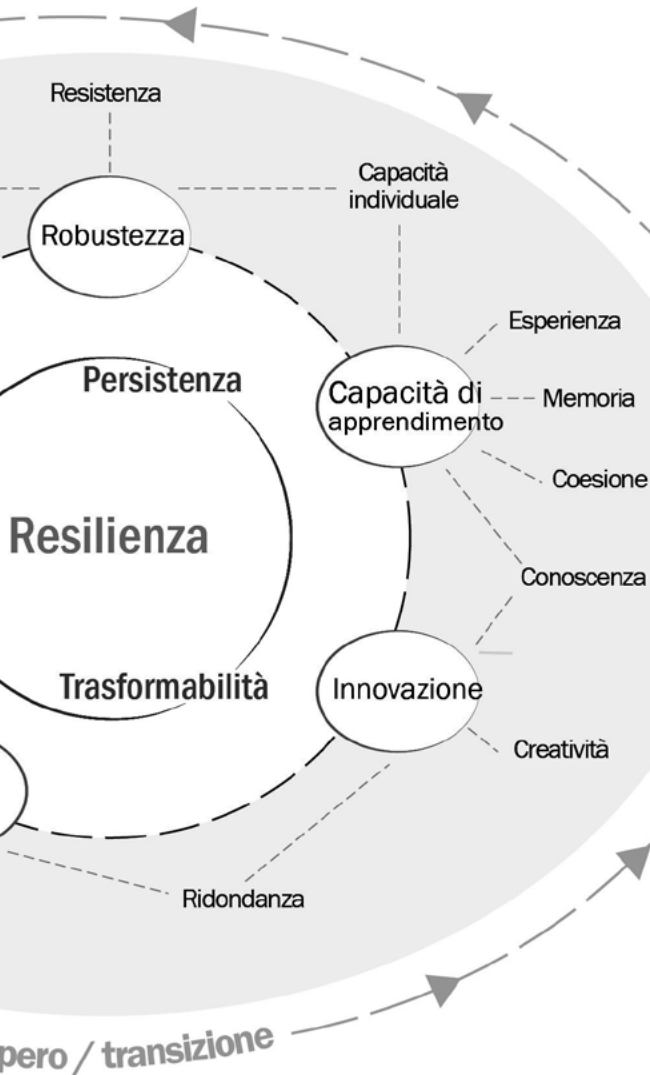 Resistenza
Capacità
individuale
Robustezza
Esperienza
Persistenza
Capacità di
apprendimento
Memoria
Coesione
Resilienza
Conoscenza
Trasformabilità
Innovazione
Creatività
Ridondanza
pero / transizione